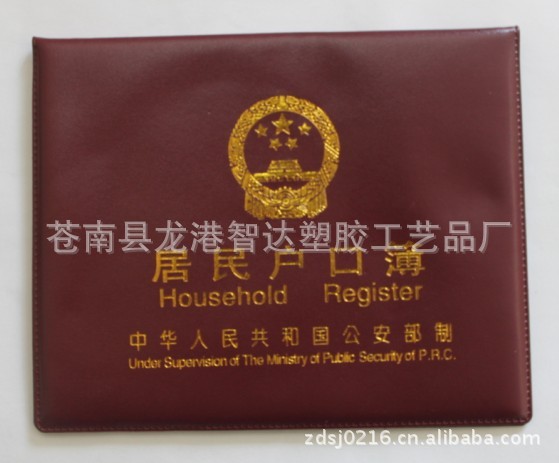 苍南县龙港智达塑胶工艺品厂
居民户口簿
Household Register
中华人民共和国公安部制
Under Supervision of The Ministry of Public Security of P.R.C.
zdsj0216.cn.alibaba.com